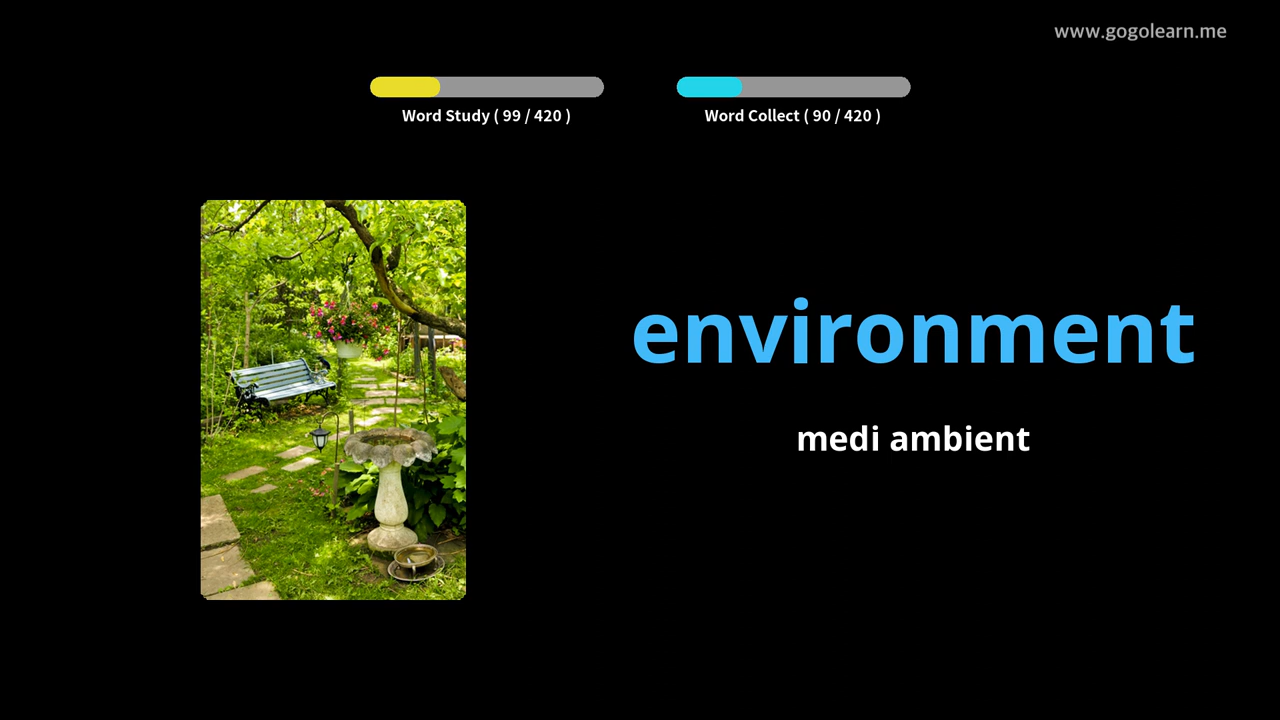 www.gogolearn.me
Word Study ( 99 / 420 )
Word Collect ( 90 / 420 )
environment
medi ambient